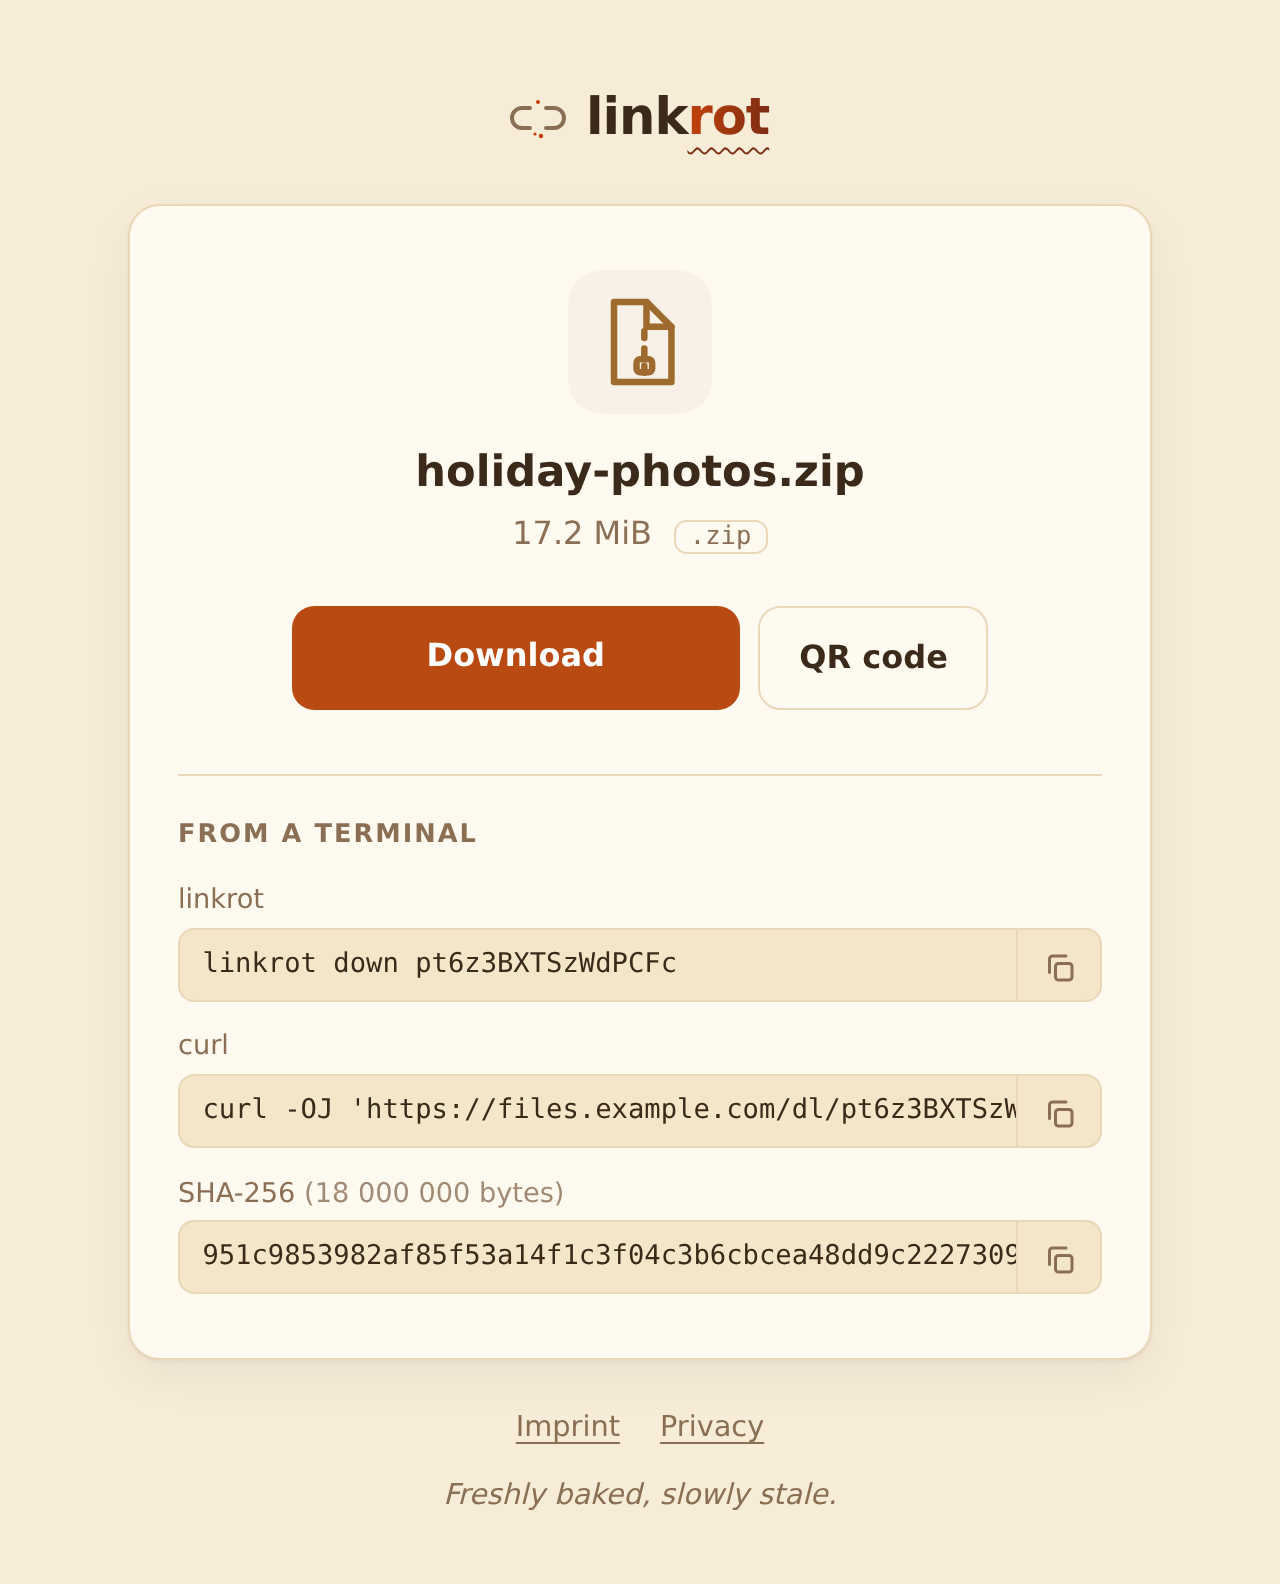 linkrot
holiday-photos.zip
17.2 MiB .zip
Download QR code
FROM A TERMINAL
linkrot
linkrot down pt6z3BXTSzWdPCFc
curl
curl -OJ 'https://files.example.com/dl/pt6z3BXTSzW
SHA-256 (18 000 000 bytes)
951c9853982af85f53a14f1c3f04c3b6cbcea48dd9c2227309
Imprint Privacy
Freshly baked, slowly stale.